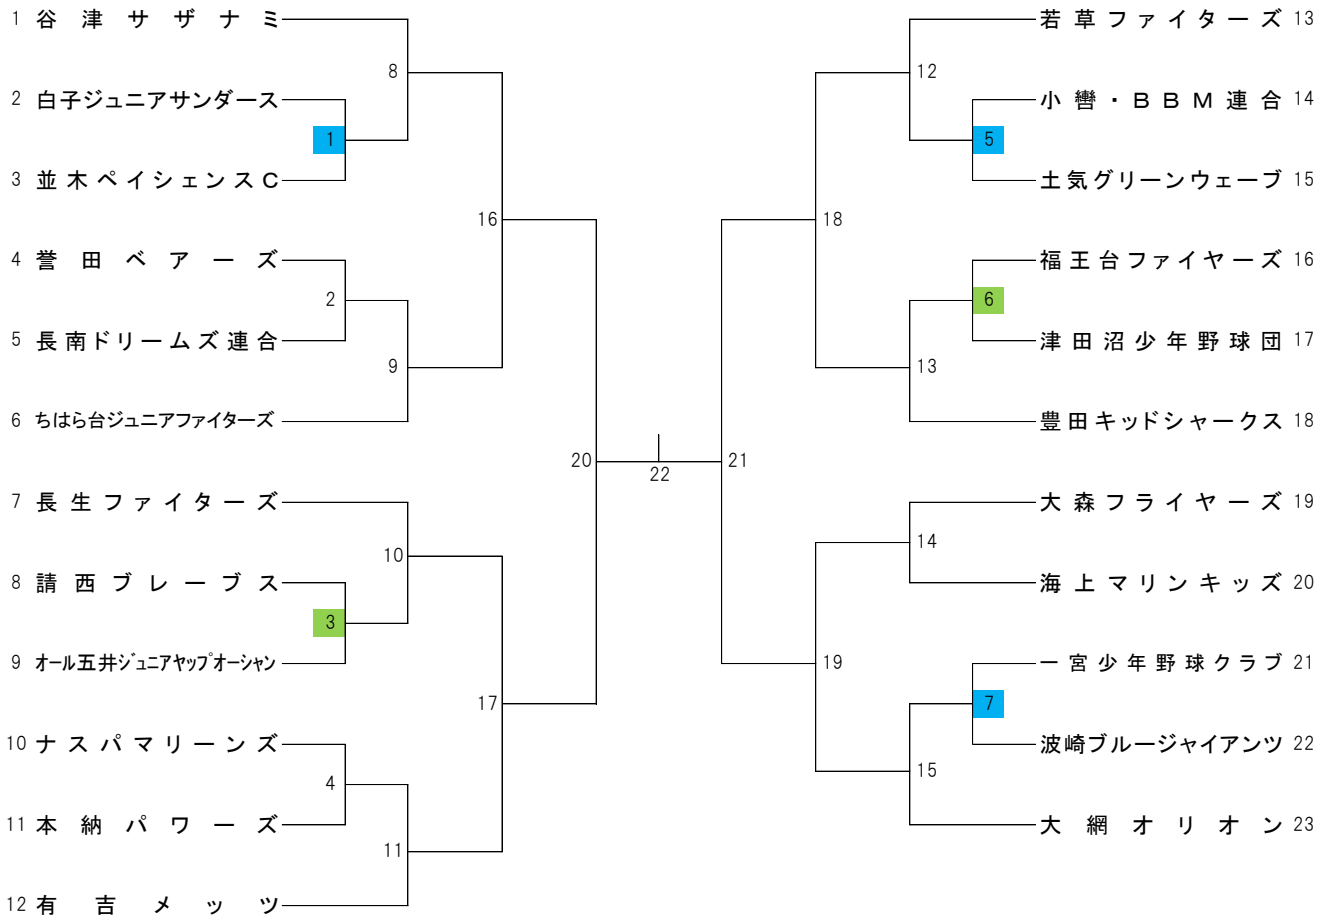 1 谷津サザナミ
2 白子ジュニアサンダース
3 並木ペイシェンスC
4 誉田ベアーズ
5 長南ドリームズ連合
6 ちはら台ジュニアファイターズ
7 長生ファイターズ
8 請西ブレーブス
9 オール五井ジュニアヤップオーシャン
10 ナスパマリーンズ
11 本納パワーズ
12 有吉メッツ
8
1
16
2
9
20
10
3
17
4
11
22
12
5
18
6
13
21
14
19
7
15
若草ファイターズ 13
小轡・BBM連合 14
土気グリーンウェーブ 15
福王台ファイヤーズ 16
津田沼少年野球団 17
豊田キッドシャークス 18
大森フライヤーズ 19
海上マリンキッズ 20
一宮少年野球クラブ 21
波崎ブルージャイアンツ 22
大網オリオン 23